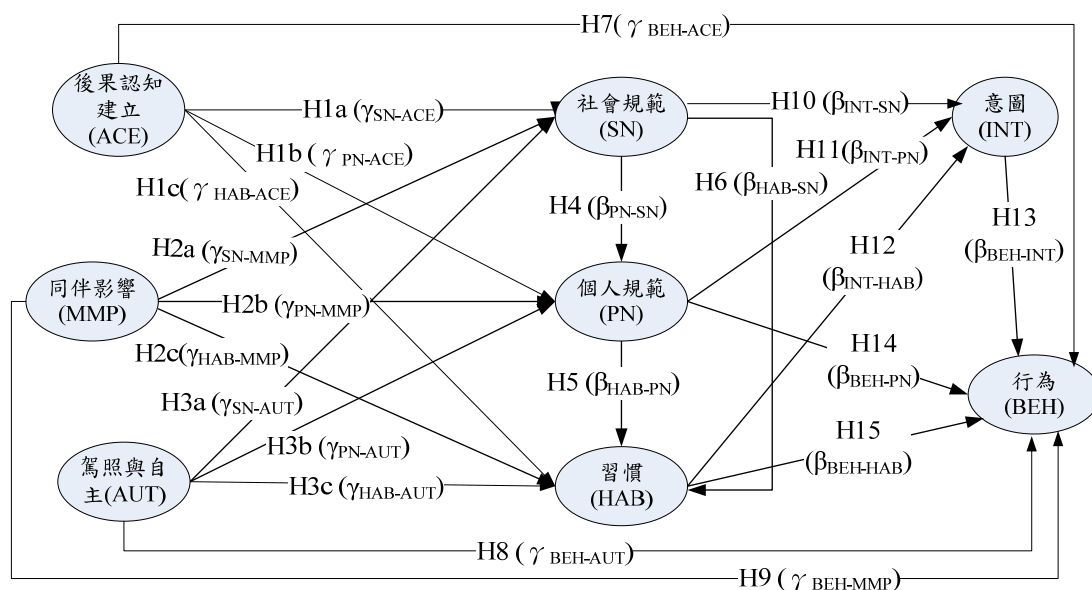 H7(γ BEH-ACE)
後果認知
建立
(ACE)
社會規範
(SN)
意圖
(INT)
H1a (γSN-ACE)
H10 (βINT-SN)
H1b ( γ PN-ACE)
H11(βINT-PN)
H1c( γ HAB-ACE)
H6 (βHAB-SN)
H4 (βPN-SN)
H13
(βBEH-INT)
H2a (γSN-MMP)
H12
(βINT-HAB)
同伴影響
(MMP)
H2b (γPN-MMP)
個人規範
(PN)
H2c(γHAB-MMP)
H14
(βBEH-PN)
H5 (βHAB-PN)
行為
(BEH)
H3a (γSN-AUT)
H3b (γPN-AUT)
H15
(βBEH-HAB)
駕照與自
主(AUT)
H3c (γHAB-AUT)
習慣
(HAB)
H8 ( γ BEH-AUT)
H9 ( γ BEH-MMP)